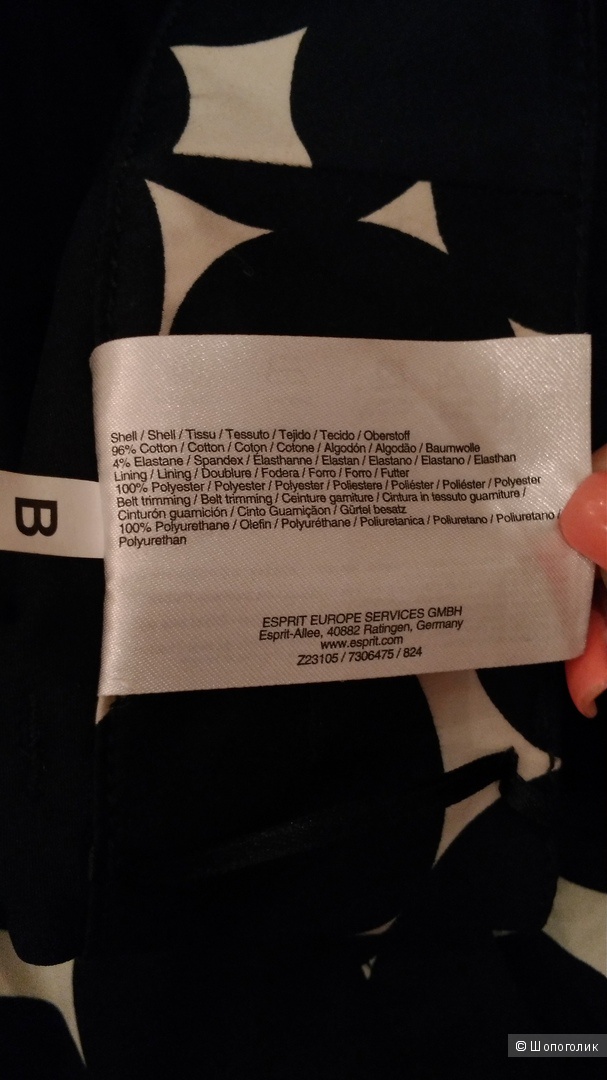 Shell / Shell / Tissu / Tessuto / Tejido / Tecido / Oberstoff
96% Cotton / Cotton / Coton / Cotone / Algodón / Algodão / Baumwolle
4% Elastane / Spandex / Élasthanne / Elastan / Elastano / Elastano / Elasthan
Lining / Lining / Doublure / Fodera / Forro / Forro / Futter
100% Polyester / Polyester / Polyester / Poliestere / Poliéster / Poliéster / Polyester
Belt trimming / Belt trimming / Ceinture garniture / Cintura in tessuto guarniture /
Cinturón guarnición / Cinto Guarniçãon / Gürtel besatz
100% Polyurethane / Olefin / Polyuréthane / Poliuretanica / Poliuretano / Poliuretano /
Polyurethan
ESPRIT EUROPE SERVICES GMBH
Esprit-Allee, 40882 Ratingen, Germany
www.esprit.com
Z23105 / 7306475 / 824
B
© Шопоголик